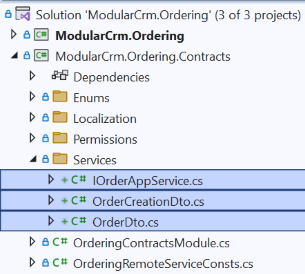 Solution 'ModularCrm.Ordering' (3 of 3 projects)
ModularCrm.Ordering
ModularCrm.Ordering.Contracts
Dependencies
Enums
Localization
Permissions
Services
IOrderAppService.cs
OrderCreationDto.cs
OrderDto.cs
OrderingContractsModule.cs
OrderingRemoteServiceConsts.cs